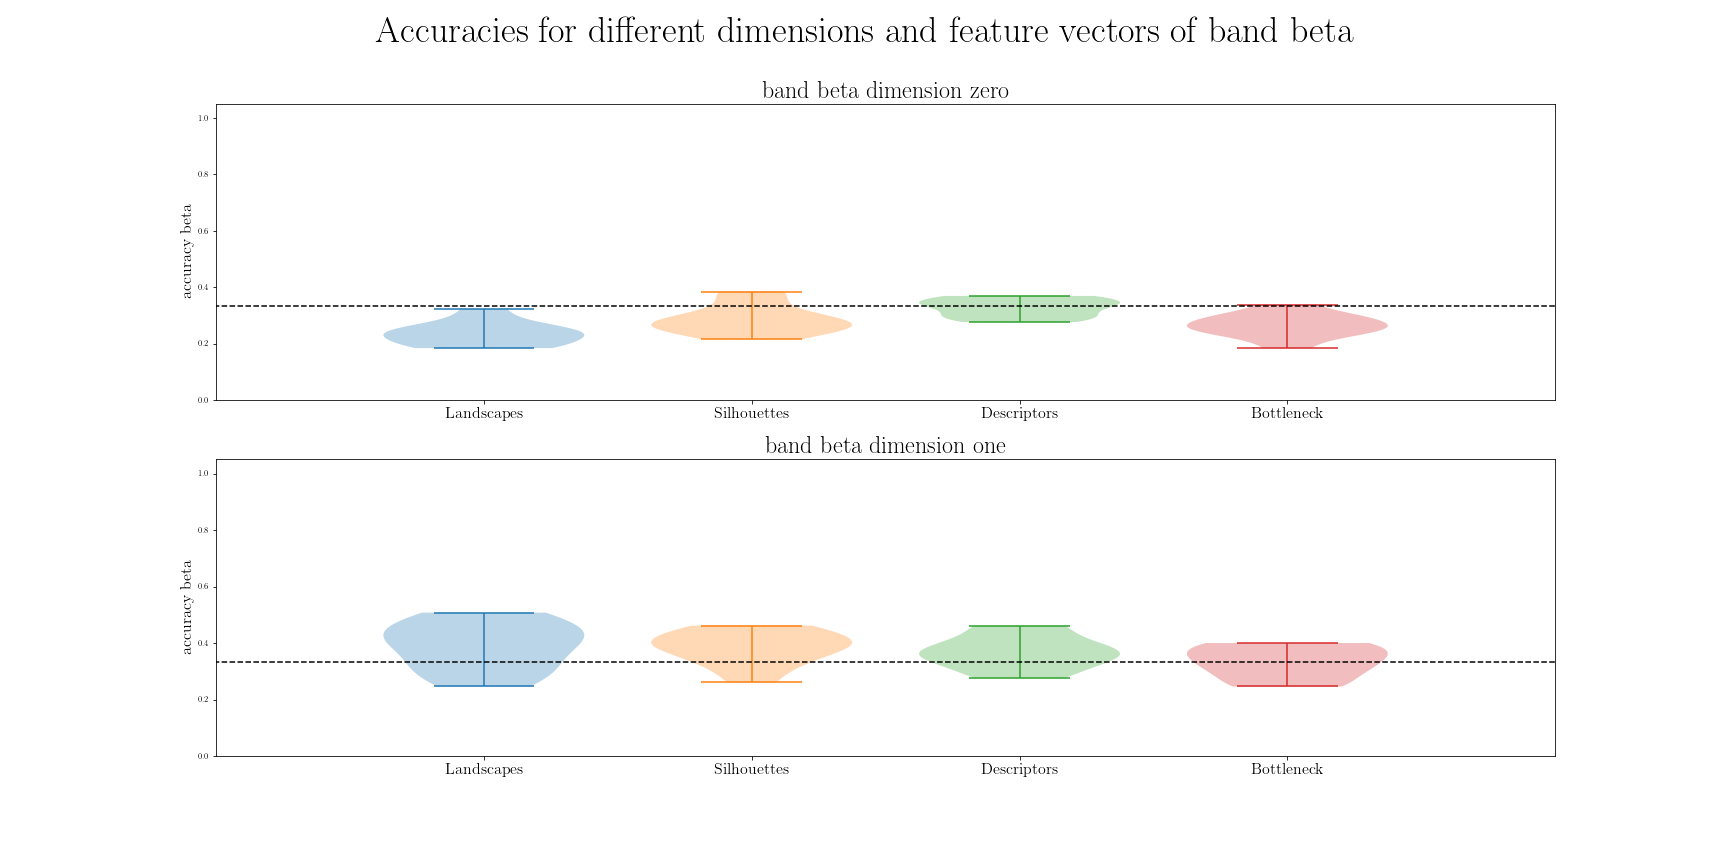 Accuracies for different dimensions and feature vectors of band beta
band beta dimension zero
1.0
0.8
0.6
0.4
0.2
0.0
accuracy beta
Landscapes Silhouettes Descriptors Bottleneck
band beta dimension one
1.0
0.8
0.6
0.4
0.2
0.0
accuracy beta
Landscapes Silhouettes Descriptors Bottleneck